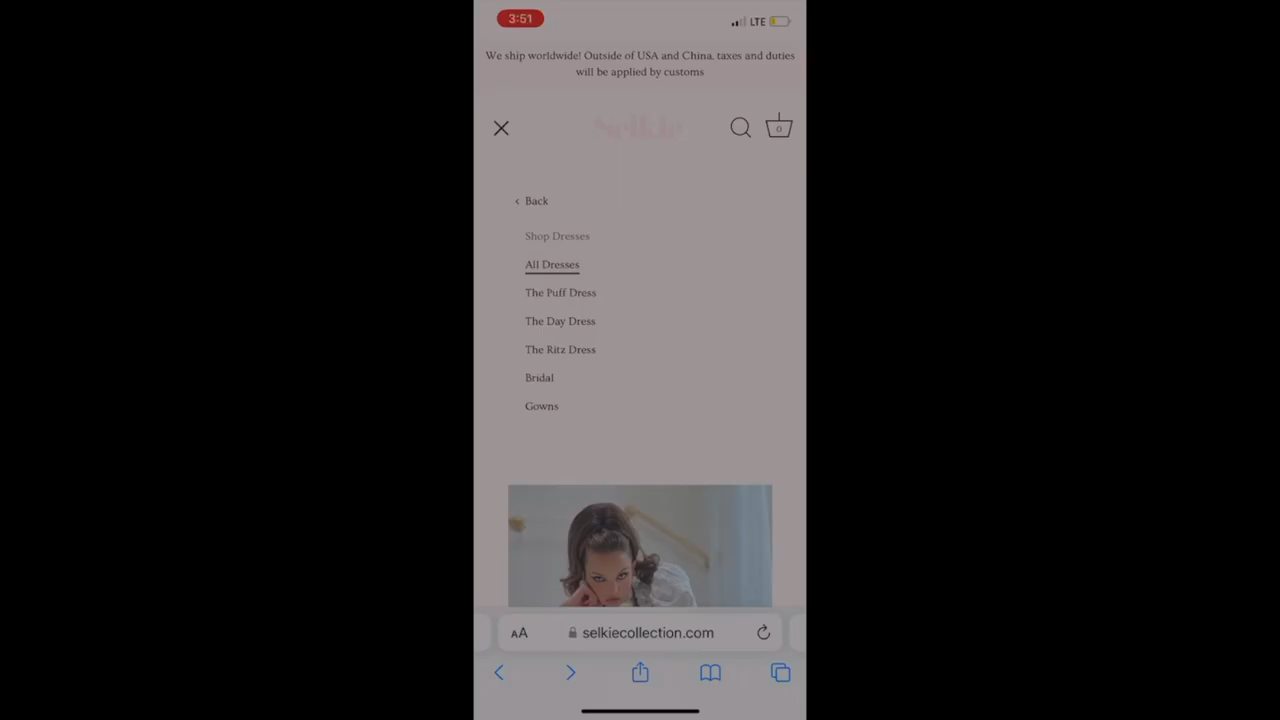 3:51
LTE
We ship worldwide! Outside of USA and China, taxes and duties
will be applied by customs
Selkie
0
Back
Shop Dresses
All Dresses
The Puff Dress
The Day Dress
The Ritz Dress
Bridal
Gowns
AA
selkiecollection.com